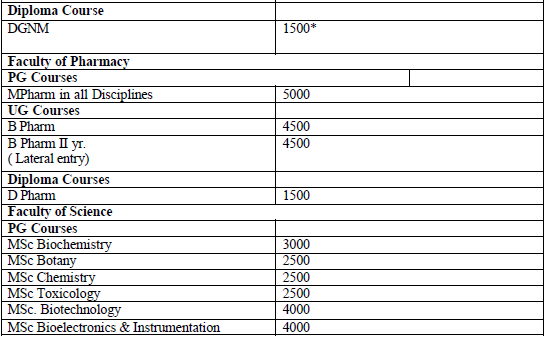 Diploma Course
DGNM 1500*
Faculty of Pharmacy
PG Courses
MPharm in all Disciplines 5000
UG Courses
B Pharm 4500
B Pharm II yr. 4500
( Lateral entry)
Diploma Courses
D Pharm 1500
Faculty of Science
PG Courses
MSc Biochemistry 3000
MSc Botany 2500
MSc Chemistry 2500
MSc Toxicology 2500
MSc. Biotechnology 4000
MSc Bioelectronics & Instrumentation 4000